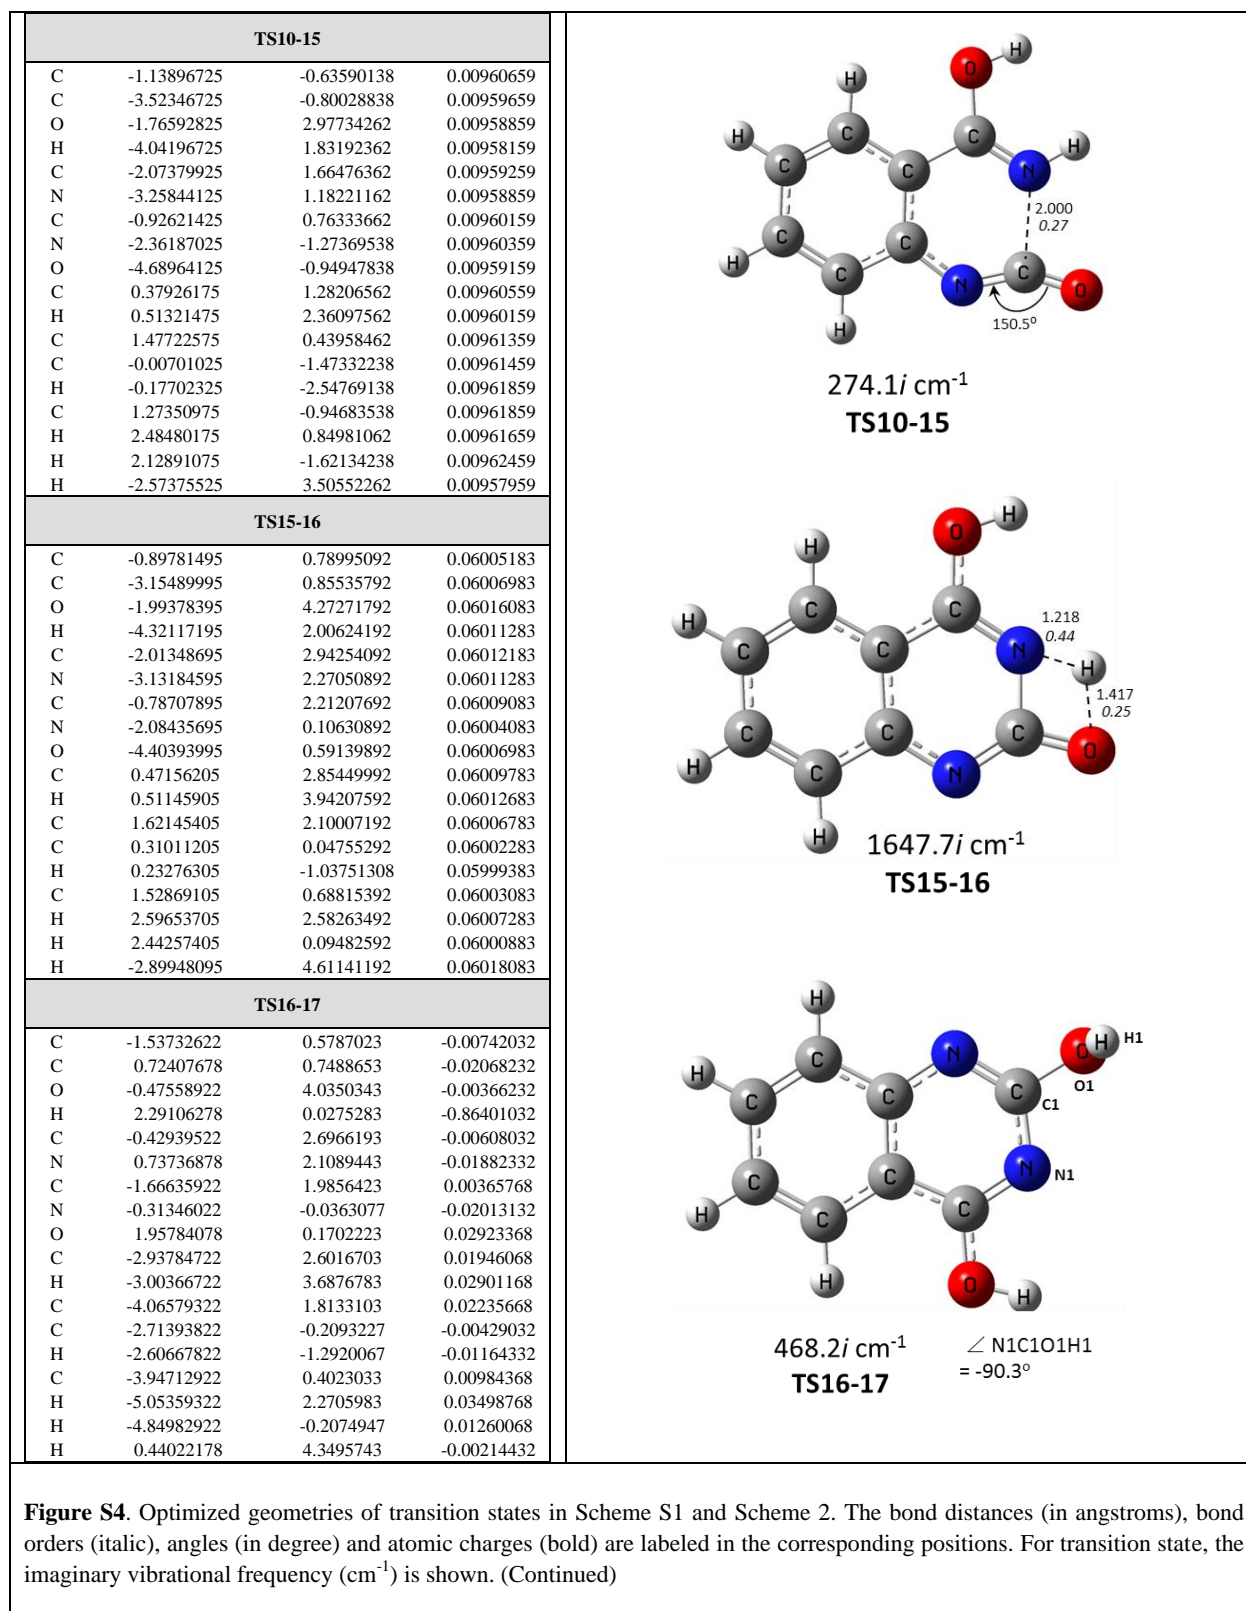 TS10-15
C -1.13896725 -0.63590138 0.00960659
C -3.52346725 -0.80028838 0.00959659
O -1.76592825 2.97734262 0.00958859
H -4.04196725 1.83192362 0.00958159
C -2.07379925 1.66476362 0.00959259
N -3.25844125 1.18221162 0.00958859
C -0.92621425 0.76333662 0.00960159
N -2.36187025 -1.27369538 0.00960359
O -4.68964125 -0.94947838 0.00959159
C 0.37926175 1.28206562 0.00960559
H 0.51321475 2.36097562 0.00960159
C 1.47722575 0.43958462 0.00961359
C -0.00701025 -1.47332238 0.00961459
H -0.17702325 -2.54769138 0.00961859
C 1.27350975 -0.94683538 0.00961859
H 2.48480175 0.84981062 0.00961659
H 2.12891075 -1.62134238 0.00962459
H -2.57375525 3.50552262 0.00957959
TS15-16
C -0.89781495 0.78995092 0.06005183
C -3.15489995 0.85535792 0.06006983
O -1.99378395 4.27271792 0.06016083
H -4.32117195 2.00624192 0.06011283
C -2.01348695 2.94254092 0.06012183
N -3.13184595 2.27050892 0.06011283
C -0.78707895 2.21207692 0.06009083
N -2.08435695 0.10630892 0.06004083
O -4.40393995 0.59139892 0.06006983
C 0.47156205 2.85449992 0.06009783
H 0.51145905 3.94207592 0.06012683
C 1.62145405 2.10007192 0.06006783
C 0.31011205 0.04755292 0.06002283
H 0.23276305 -1.03751308 0.05999383
C 1.52869105 0.68815392 0.06003083
H 2.59653705 2.58263492 0.06007283
H 2.44257405 0.09482592 0.06000883
H -2.89948095 4.61141192 0.06018083
TS16-17
C -1.53732622 0.5787023 -0.00742032
C 0.72407678 0.7488653 -0.02068232
O -0.47558922 4.0350343 -0.00366232
H 2.29106278 0.0275283 -0.86401032
C -0.42939522 2.6966193 -0.00608032
N 0.73736878 2.1089443 -0.01882332
C -1.66635922 1.9856423 0.00365768
N -0.31346022 -0.0363077 -0.02013132
O 1.95784078 0.1702223 0.02923368
C -2.93784722 2.6016703 0.01946068
H -3.00366722 3.6876783 0.02901168
C -4.06579322 1.8133103 0.02235668
C -2.71393822 -0.2093227 -0.00429032
H -2.60667822 -1.2920067 -0.01164332
C -3.94712922 0.4023033 0.00984368
H -5.05359322 2.2705983 0.03498768
H -4.84982922 -0.2074947 0.01260068
H 0.44022178 4.3495743 -0.00214432
H
O
H
H
C
C
H
C
C
N
2.000
0.27
C
C
H
C
N
C
O
150.5°
H
274.1i cm-1
TS10-15
O
H
H
C
C
1.218
0.44
H
C
C
N
H
1.417
0.25
C
C
C
O
H
C
N
H
1647.7i cm-1
TS15-16
H
C
N
O
H
H1
H
O1
C
C
C
C1
C
C
N
N1
H
C
C
H
O
H
468.2i cm-1
∠ N1C1O1H1
= -90.3°
TS16-17
Figure S4. Optimized geometries of transition states in Scheme S1 and Scheme 2. The bond distances (in angstroms), bond
orders (italic), angles (in degree) and atomic charges (bold) are labeled in the corresponding positions. For transition state, the
imaginary vibrational frequency (cm-1) is shown. (Continued)